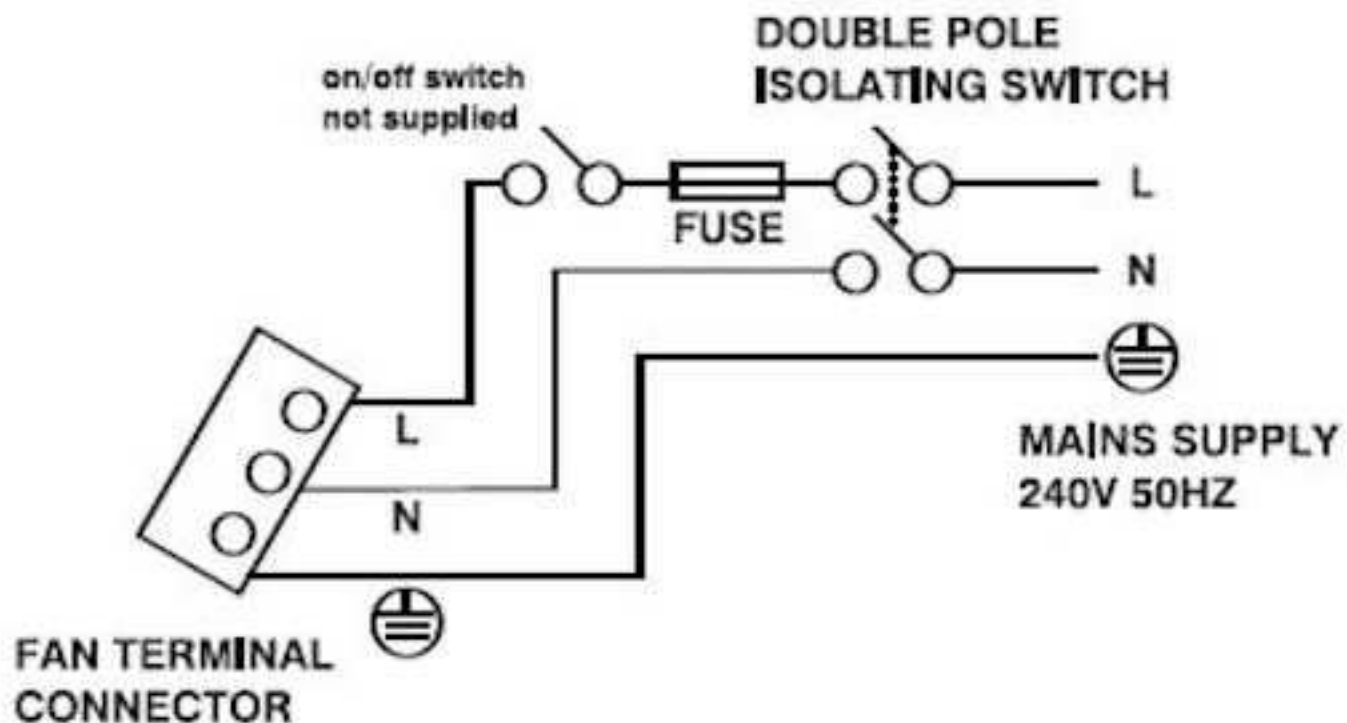 DOUBLE POLE
ISOLATING SWITCH
on/off switch
not supplied
L
FUSE
N
MAINS SUPPLY
240V 50HZ
L
N
FAN TERMINAL
CONNECTOR